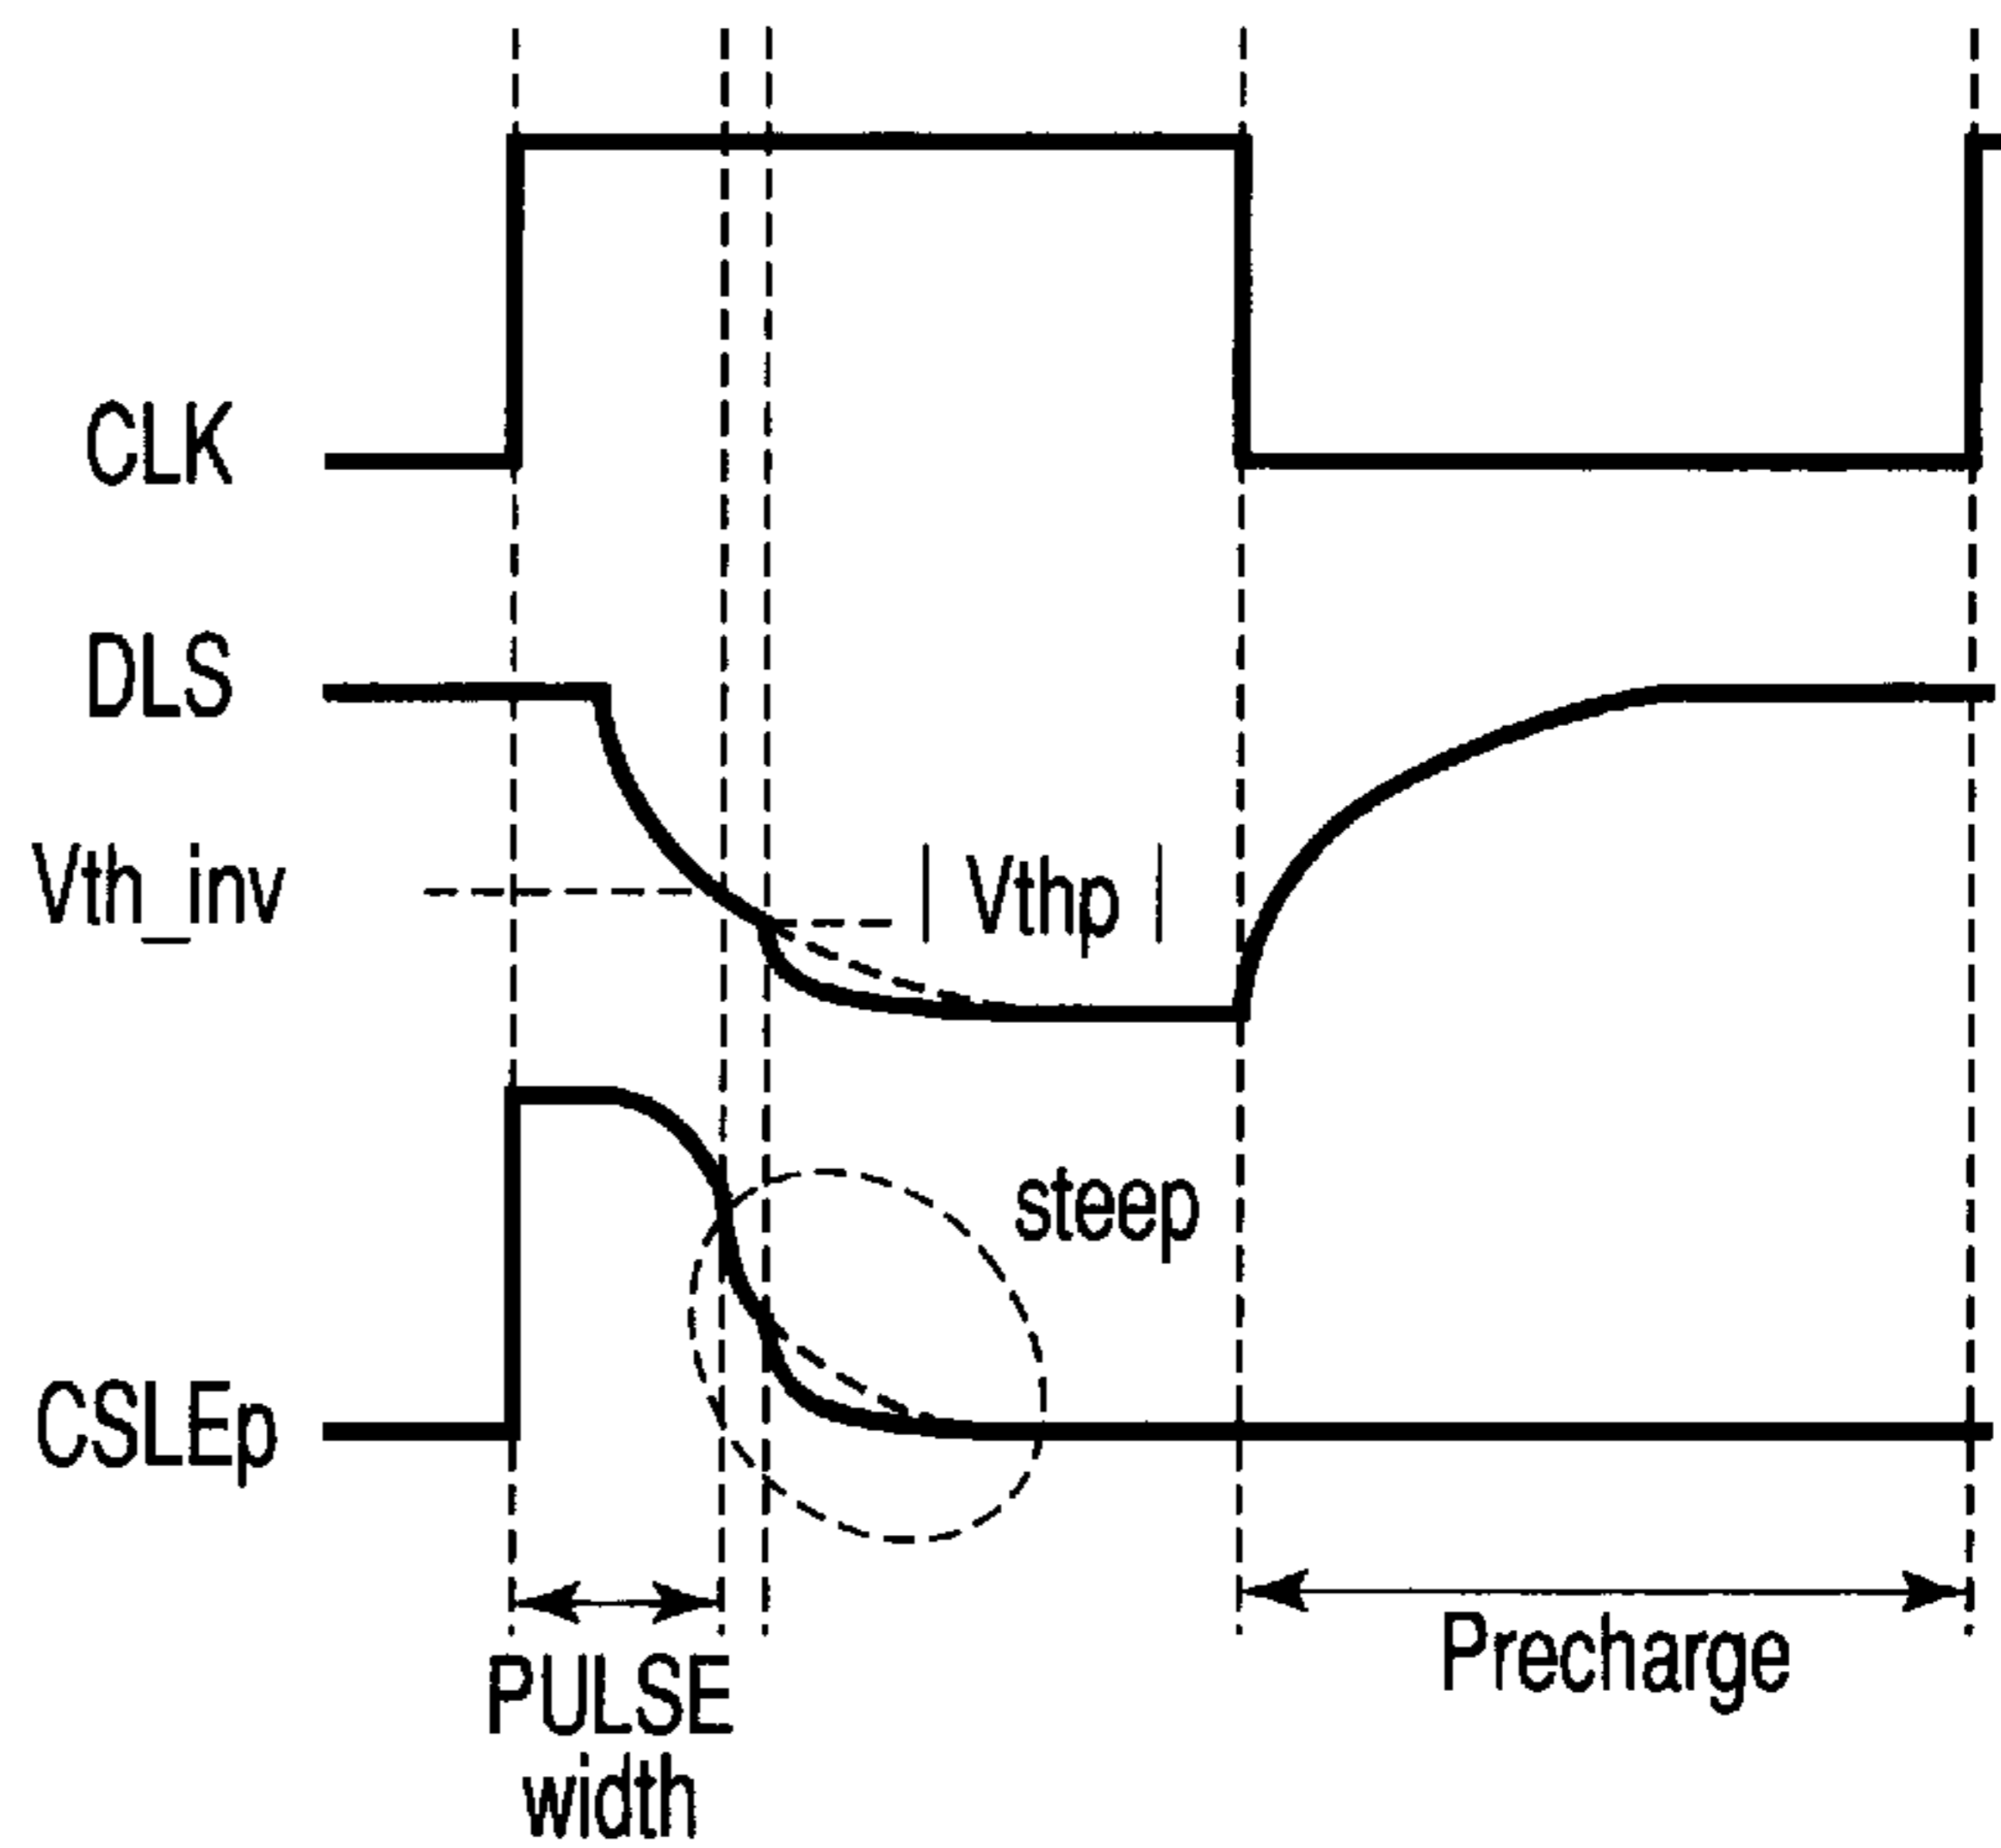 CLK
DLS
Vth_inv
| Vthp |
steep
CSLEp
PULSE
width
Precharge